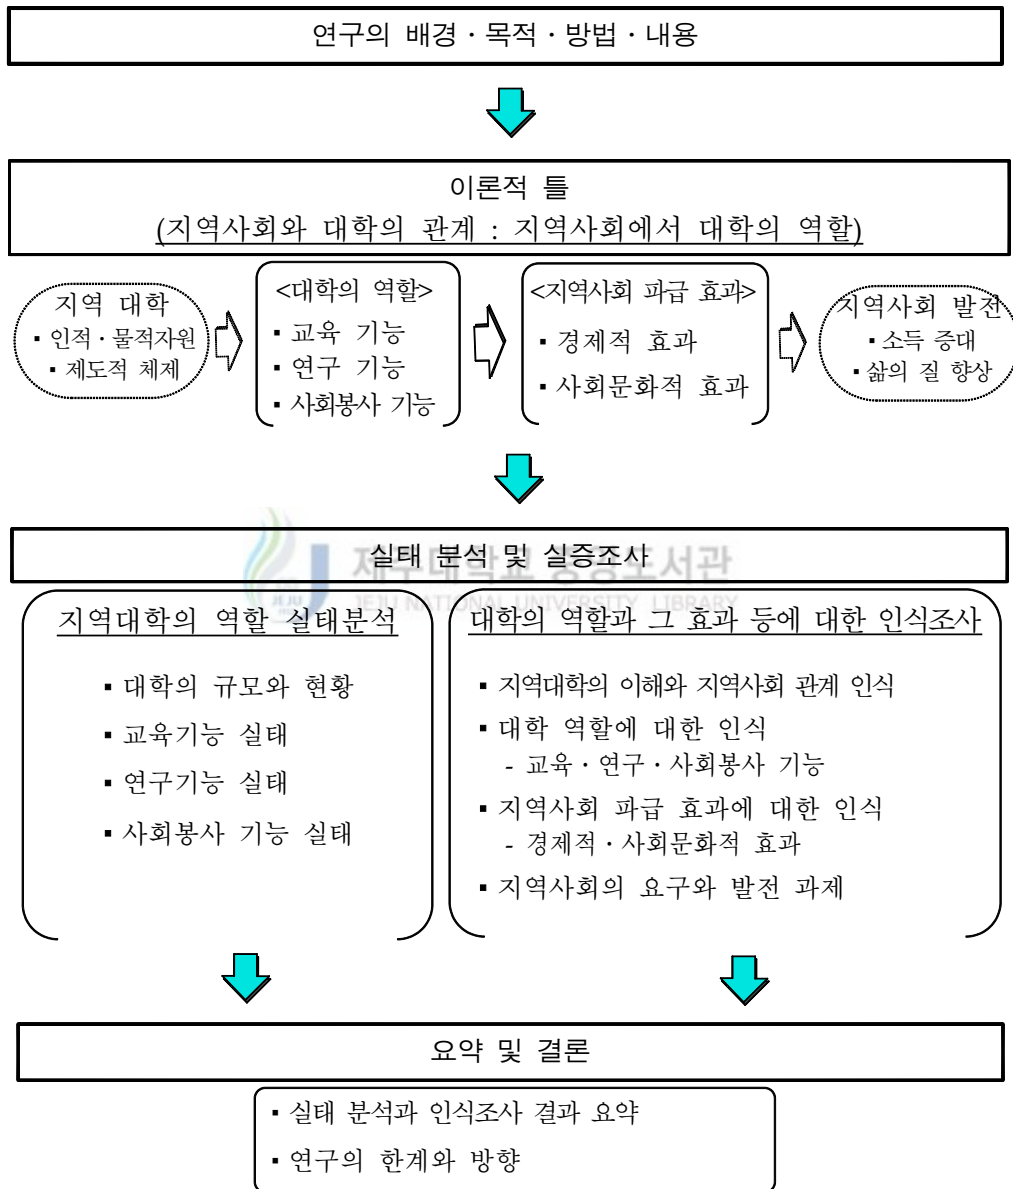 연구의 배경·목적·방법·내용
이론적 틀
(지역사회와 대학의 관계 : 지역사회에서 대학의 역할)
지역 대학
▪ 인적·물적자원
▪ 제도적 체제
<대학의 역할>
▪ 교육 기능
▪ 연구 기능
▪ 사회봉사 기능
<지역사회 파급 효과>
▪ 경제적 효과
▪ 사회문화적 효과
지역사회 발전
▪ 소득 증대
▪ 삶의 질 향상
실태 분석 및 실증조사
제주대학교 중앙도서관
JEJU NATIONAL UNIVERSITY LIBRARY
지역대학의 역할 실태분석
▪ 대학의 규모와 현황
▪ 교육기능 실태
▪ 연구기능 실태
▪ 사회봉사 기능 실태
대학의 역할과 그 효과 등에 대한 인식조사
▪ 지역대학의 이해와 지역사회 관계 인식
▪ 대학 역할에 대한 인식
- 교육·연구·사회봉사 기능
▪ 지역사회 파급 효과에 대한 인식
- 경제적·사회문화적 효과
▪ 지역사회의 요구와 발전 과제
요약 및 결론
▪ 실태 분석과 인식조사 결과 요약
▪ 연구의 한계와 방향